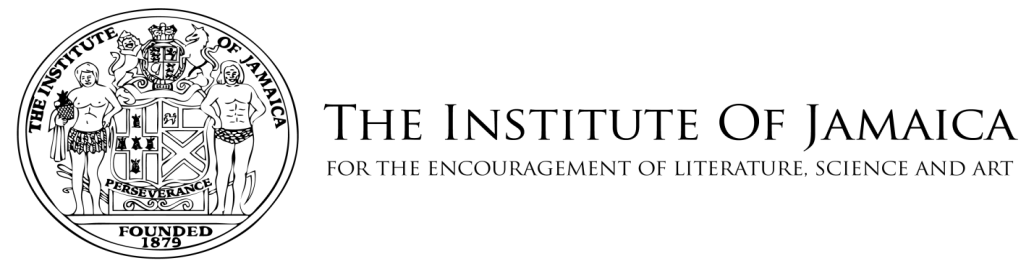 THE INSTITUTE OF JAMAICA
PERSEVERANCE
FOUNDED
1879
THE INSTITUTE OF JAMAICA
FOR THE ENCOURAGEMENT OF LITERATURE, SCIENCE AND ART